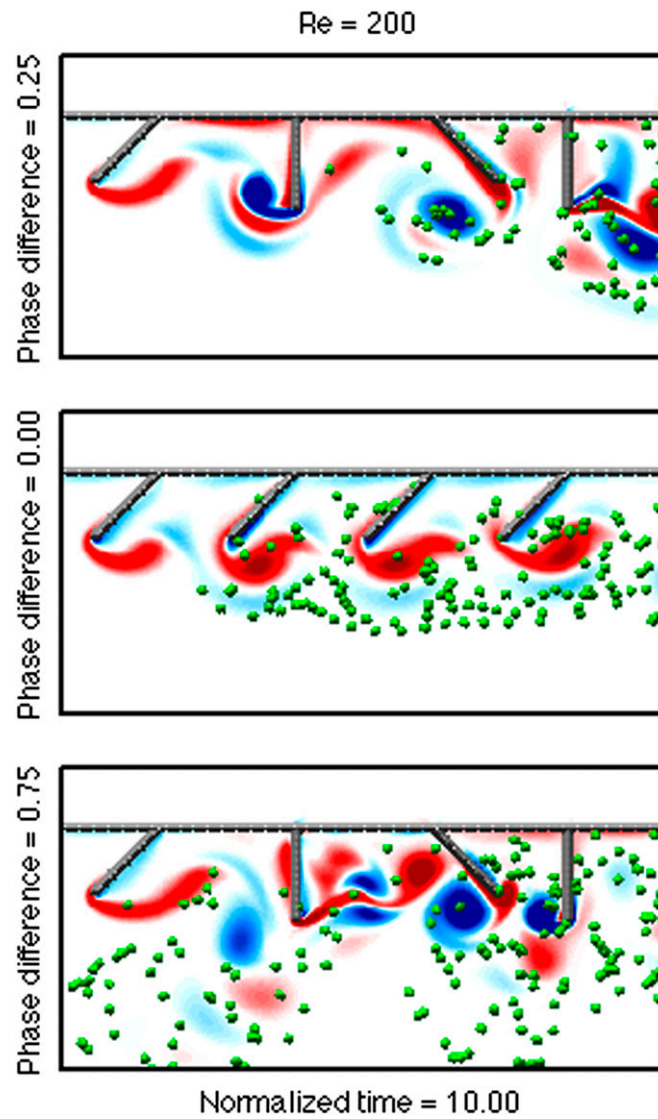 Re = 200
Phase difference = 0.25
Phase difference = 0.00
Phase difference = 0.75
Normalized time = 10.00